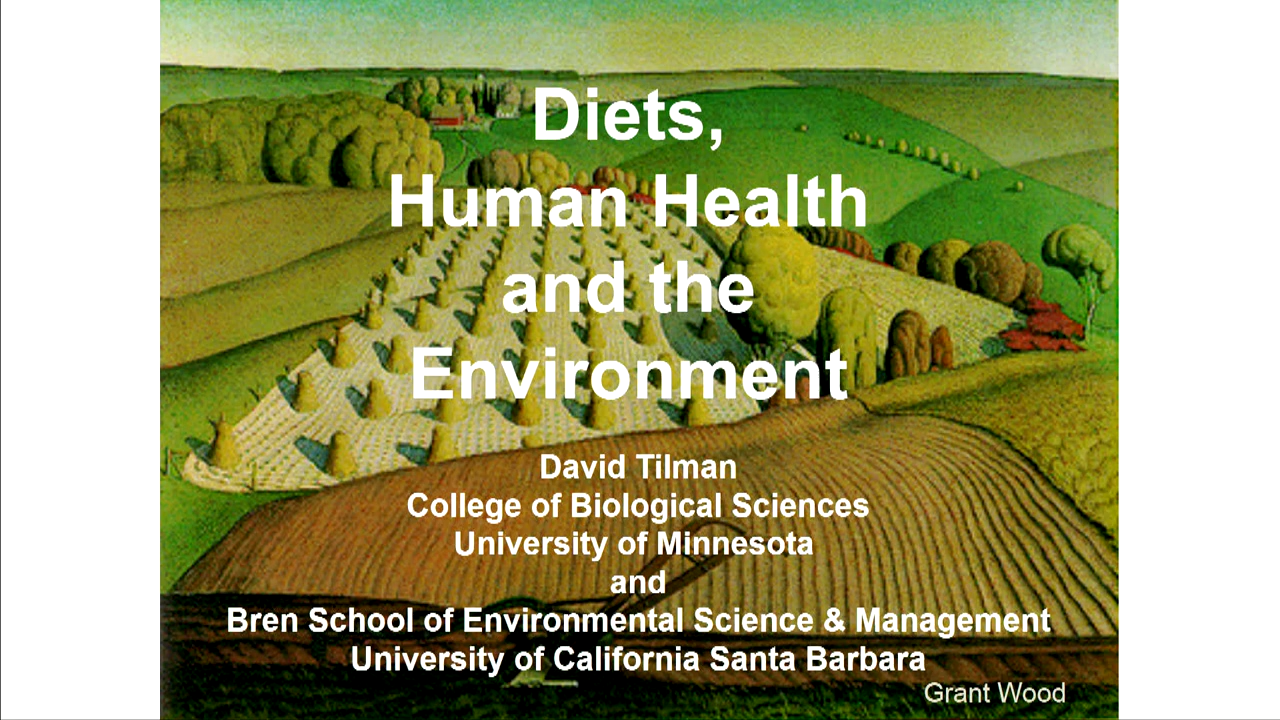 Diets,
Human Health
and the
Environment
David Tilman
College of Biological Sciences
University of Minnesota
and
Bren School of Environmental Science & Management
University of California Santa Barbara
Grant Wood